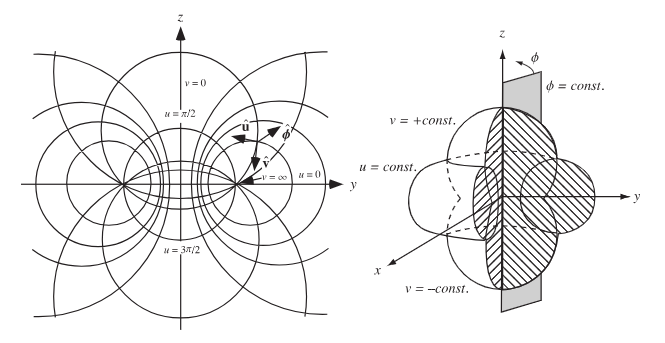 z
v = 0
u = π/2
û
ϕ̂
v̂
v = ∞
u = 0
y
u = 3π/2
z
ϕ
ϕ = const.
v = +const.
u = const.
y
x
v = –const.